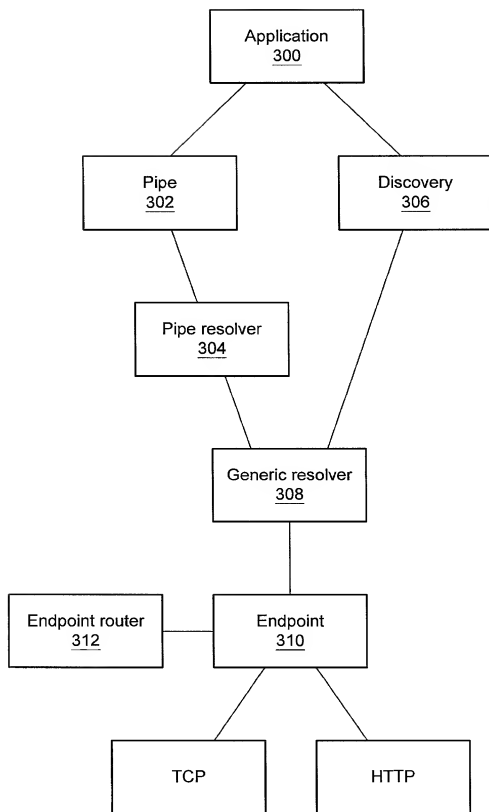 Application
300
Pipe
302
Discovery
306
Pipe resolver
304
Generic resolver
308
Endpoint router
312
Endpoint
310
TCP
HTTP